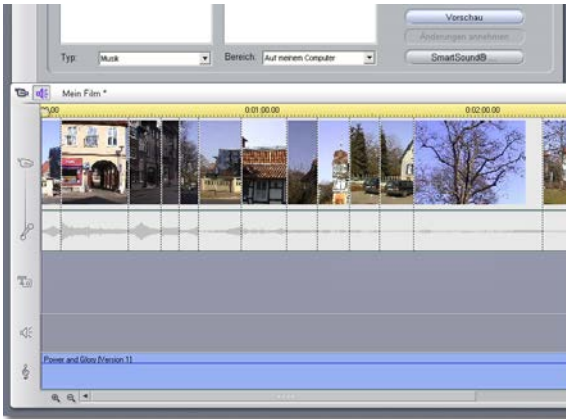 Vorschau
Änderungen annehmen
Typ: Musik Bereich: Auf meinem Computer SmartSound® ...
Mein Film *
0:01:00.00 0:02:00.00
Power and Glory [Version 1]